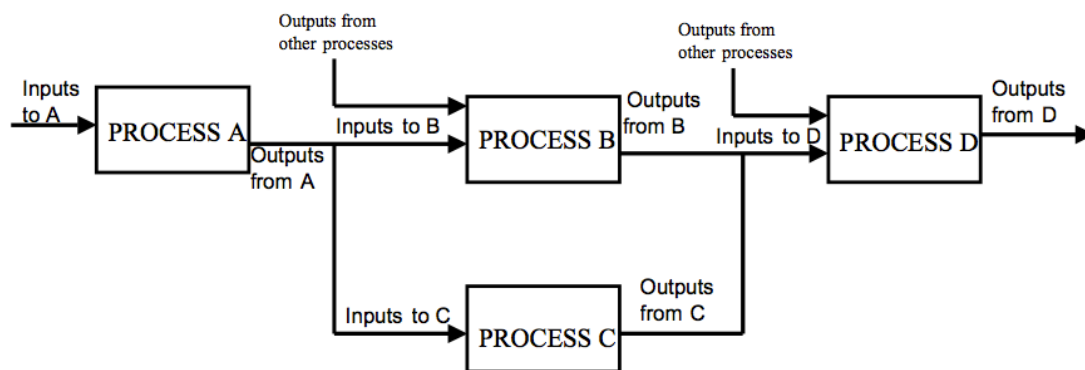 Outputs from
other processes
Outputs from
other processes
Inputs
to A
PROCESS A
Outputs
from A
Inputs to B
PROCESS B
Outputs
from B
Inputs to D
PROCESS D
Outputs
from D
Inputs to C
PROCESS C
Outputs
from C